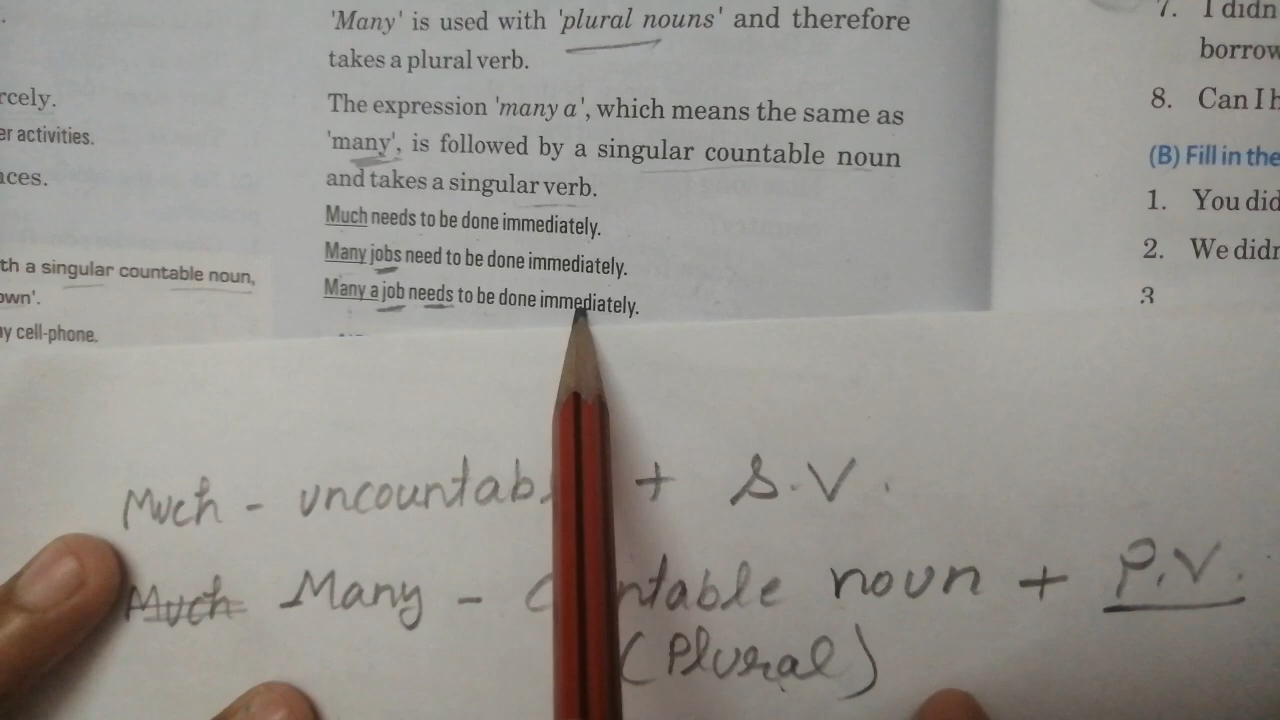 rcely.
er activities.
nces.
th a singular countable noun,
own'.
ny cell-phone.
'Many' is used with 'plural nouns' and therefore
takes a plural verb.
The expression 'many a', which means the same as
'many', is followed by a singular countable noun
and takes a singular verb.
Much needs to be done immediately.
Many jobs need to be done immediately.
Many a job needs to be done immediately.
7. I didn
borrow
8. Can I h
(B) Fill in the
1. You did
2. We didn
3
Much - uncountab + S.V.
Much Many - C ntable noun + P.V.
(Plural)